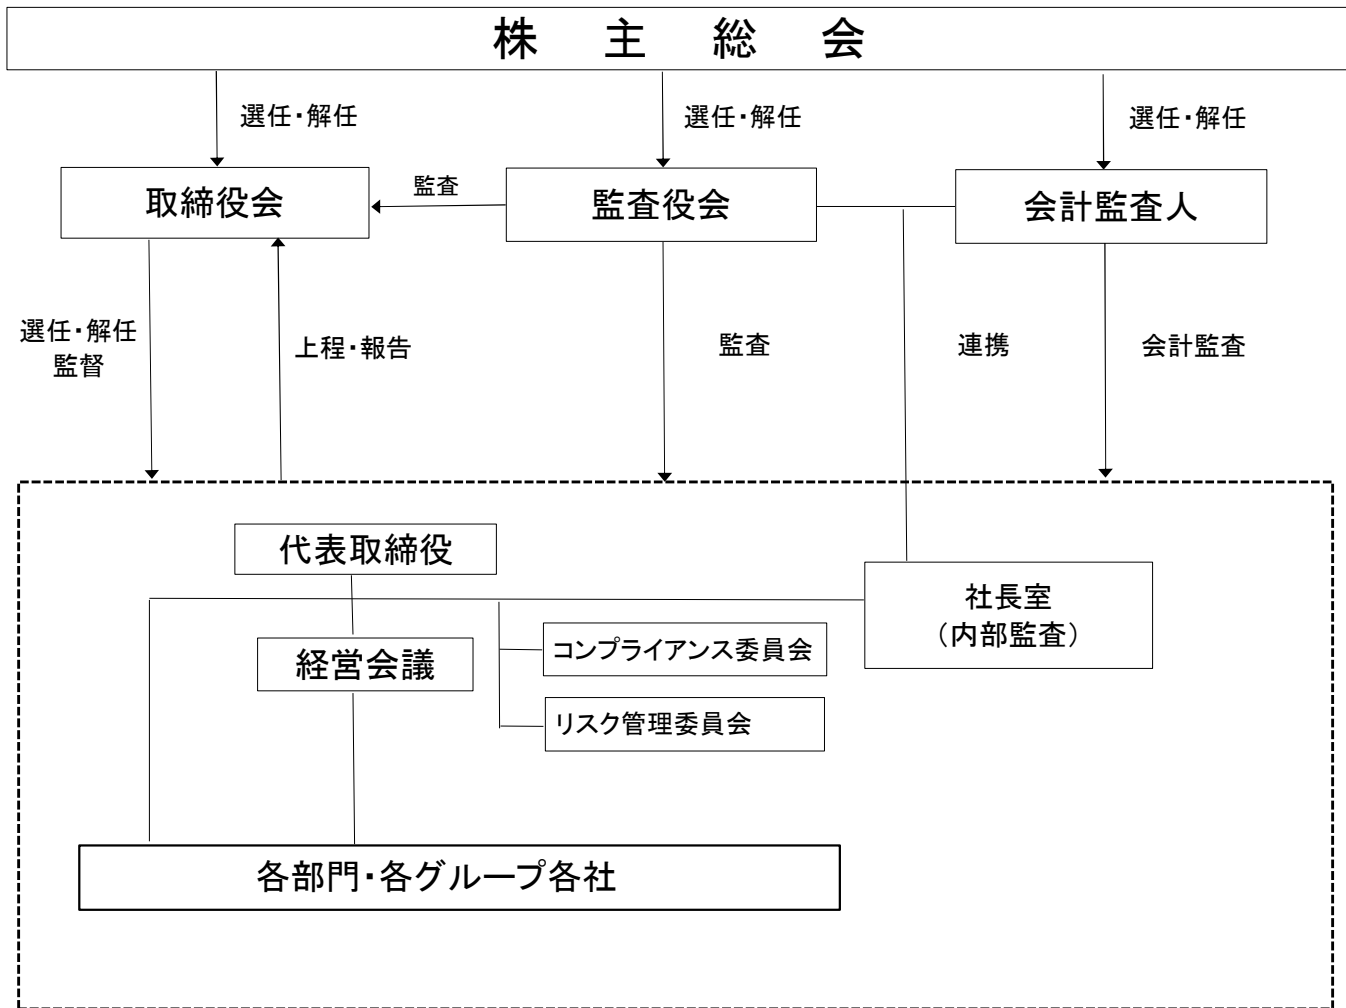 株主総会
選任・解任
選任・解任
選任・解任
取締役会
監査
監査役会
会計監査人
選任・解任
監督
上程・報告
監査
連携
会計監査
代表取締役
社長室
（内部監査）
経営会議
コンプライアンス委員会
リスク管理委員会
各部門・各グループ各社